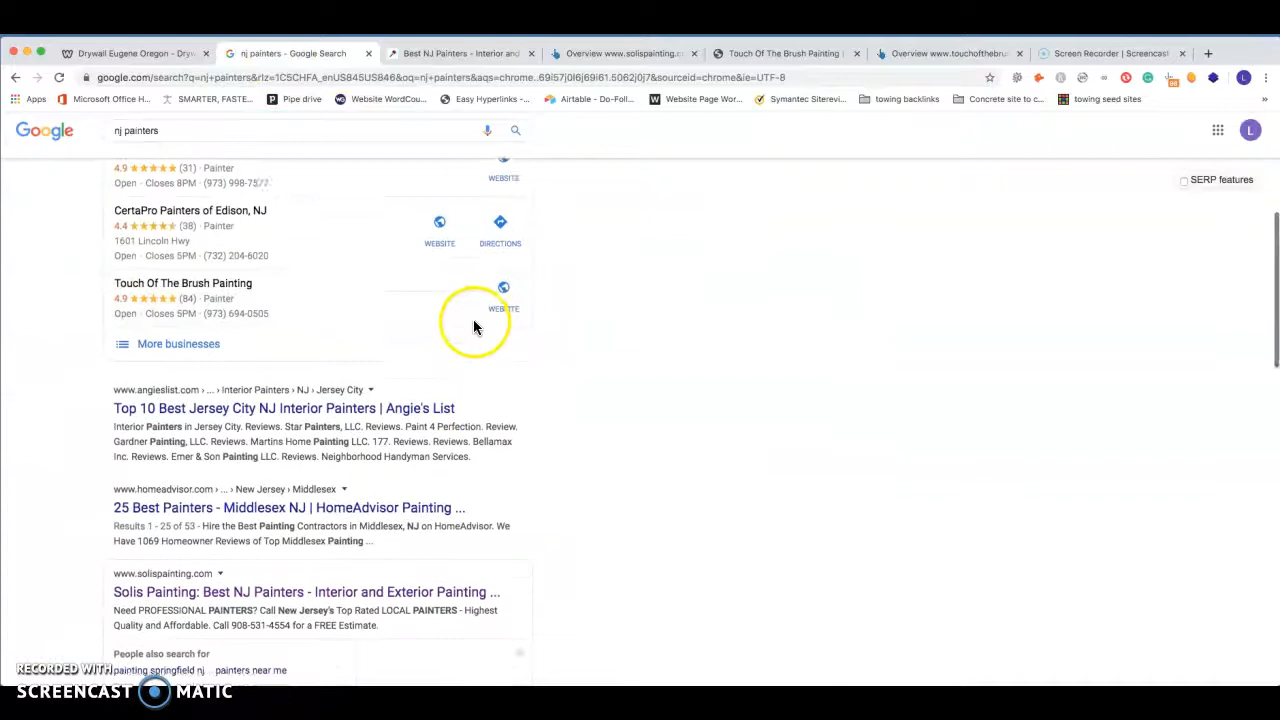 Drywall Eugene Oregon - Dryw
nj painters - Google Search
Best NJ Painters - Interior and
Overview www.solispainting.c
Touch Of The Brush Painting
Overview www.touchofthebrus
Screen Recorder | Screencast
google.com/search?q=nj+painters&rlz=1C5CHFA_enUS845US846&oq=nj+painters&aqs=chrome..69i57j0l6j69i61.5062j0j7&sourceid=chrome&ie=UTF-8
Apps
Microsoft Office H...
SMARTER, FASTE...
Pipe drive
Website WordCou...
Easy Hyperlinks -...
Airtable - Do-Foll...
Website Page Wor...
Symantec Siterevi...
towing backlinks
Concrete site to c...
towing seed sites
Google
nj painters
L
SERP features
4.9 (31) · Painter
Open · Closes 8PM · (973) 998-7577
WEBSITE
CertaPro Painters of Edison, NJ
4.4 (38) · Painter
1601 Lincoln Hwy
Open · Closes 5PM · (732) 204-6020
WEBSITE
DIRECTIONS
Touch Of The Brush Painting
4.9 (84) · Painter
Open · Closes 5PM · (973) 694-0505
WEBSITE
More businesses
www.angieslist.com › ... › Interior Painters › NJ › Jersey City
Top 10 Best Jersey City NJ Interior Painters | Angie's List
Interior Painters in Jersey City. Reviews. Star Painters, LLC. Reviews. Paint 4 Perfection. Review.
Gardner Painting, LLC. Reviews. Martins Home Painting LLC. 177. Reviews. Reviews. Bellamax
Inc. Reviews. Emer & Son Painting LLC. Reviews. Neighborhood Handyman Services.
www.homeadvisor.com › ... › New Jersey › Middlesex
25 Best Painters - Middlesex NJ | HomeAdvisor Painting ...
Results 1 - 25 of 53 - Hire the Best Painting Contractors in Middlesex, NJ on HomeAdvisor. We
Have 1069 Homeowner Reviews of Top Middlesex Painting ...
www.solispainting.com
Solis Painting: Best NJ Painters - Interior and Exterior Painting ...
Need PROFESSIONAL PAINTERS? Call New Jersey's Top Rated LOCAL PAINTERS - Highest
Quality and Affordable. Call 908-531-4554 for a FREE Estimate.
People also search for
painting springfield nj
painters near me
RECORDED WITH
SCREENCAST MATIC